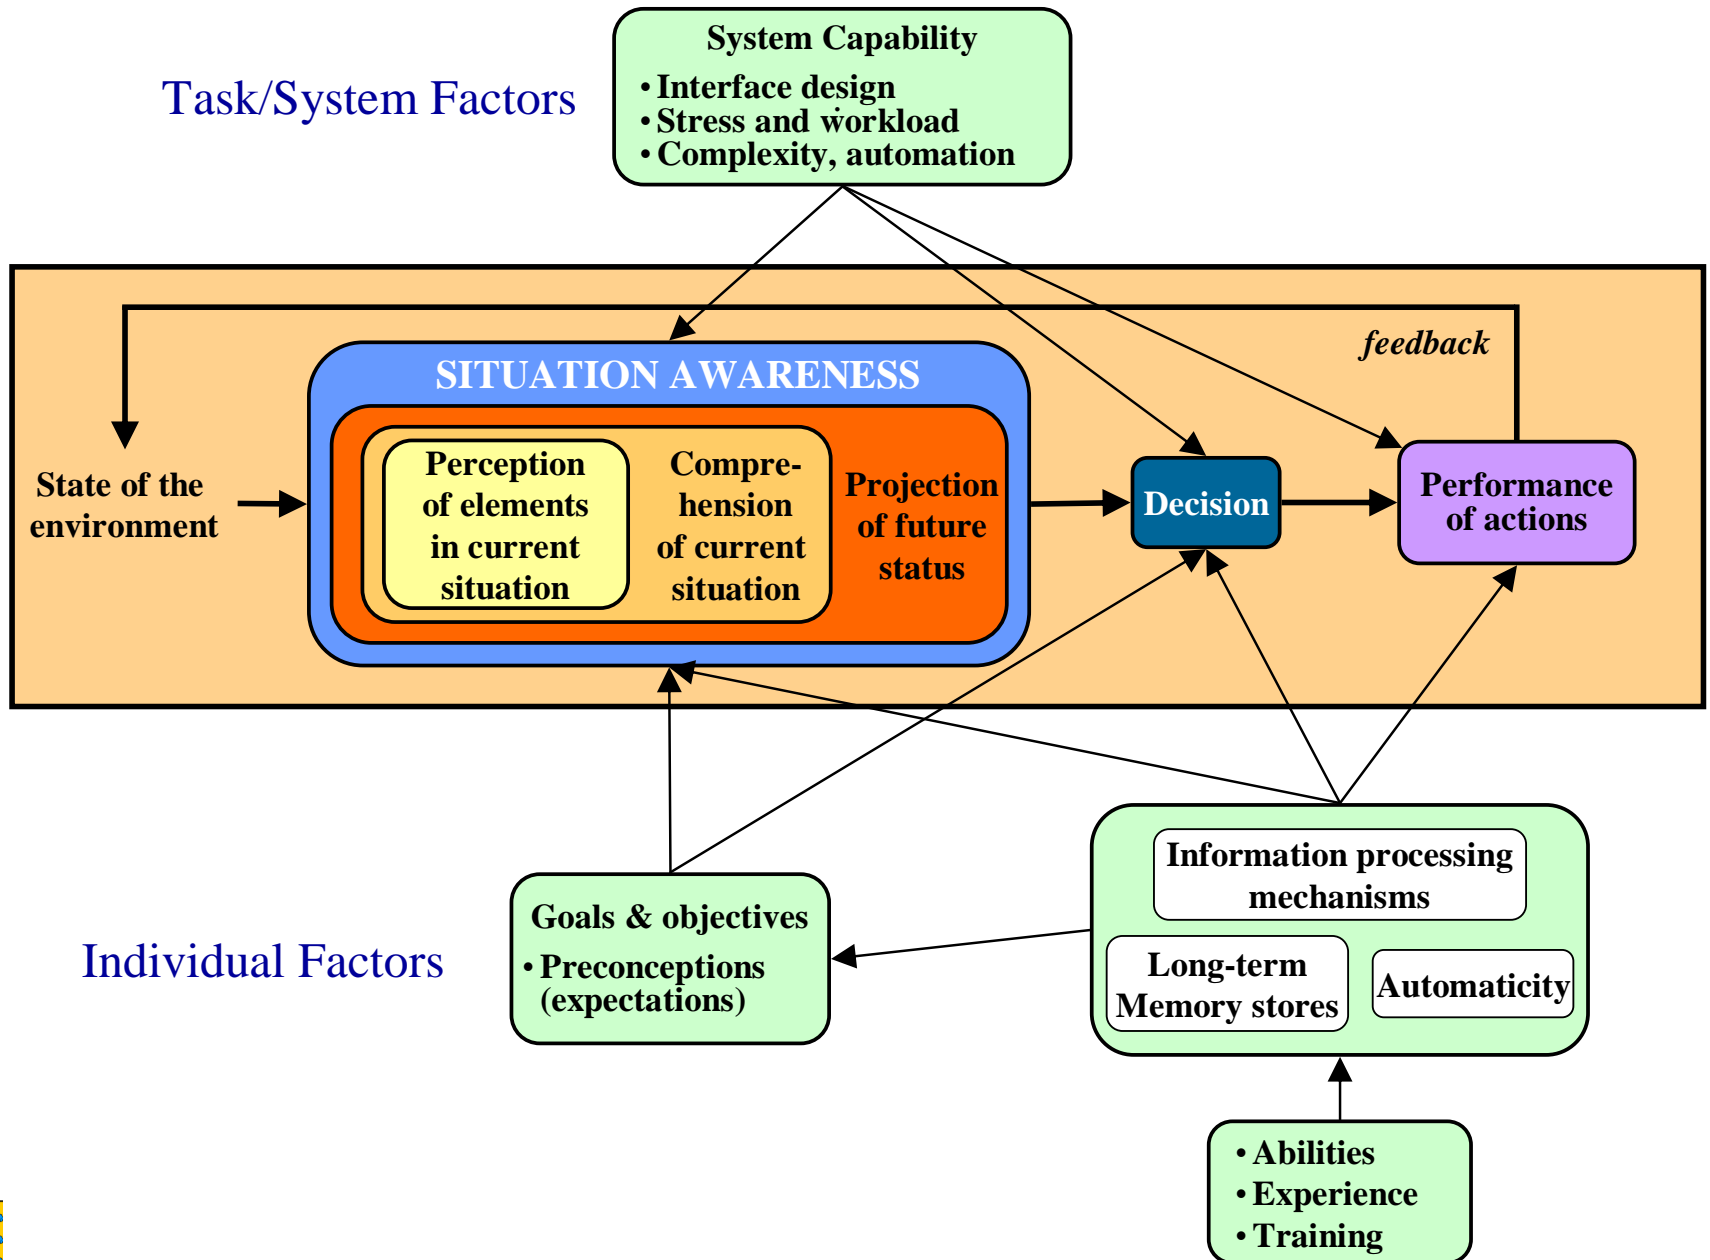 System Capability
• Interface design
• Stress and workload
• Complexity, automation
Task/System Factors
feedback
SITUATION AWARENESS
State of the
environment
Perception
of elements
in current
situation
Compre-
hension
of current
situation
Projection
of future
status
Decision
Performance
of actions
Individual Factors
Goals & objectives
• Preconceptions
(expectations)
Information processing
mechanisms
Long-term
Memory stores
Automaticity
• Abilities
• Experience
• Training